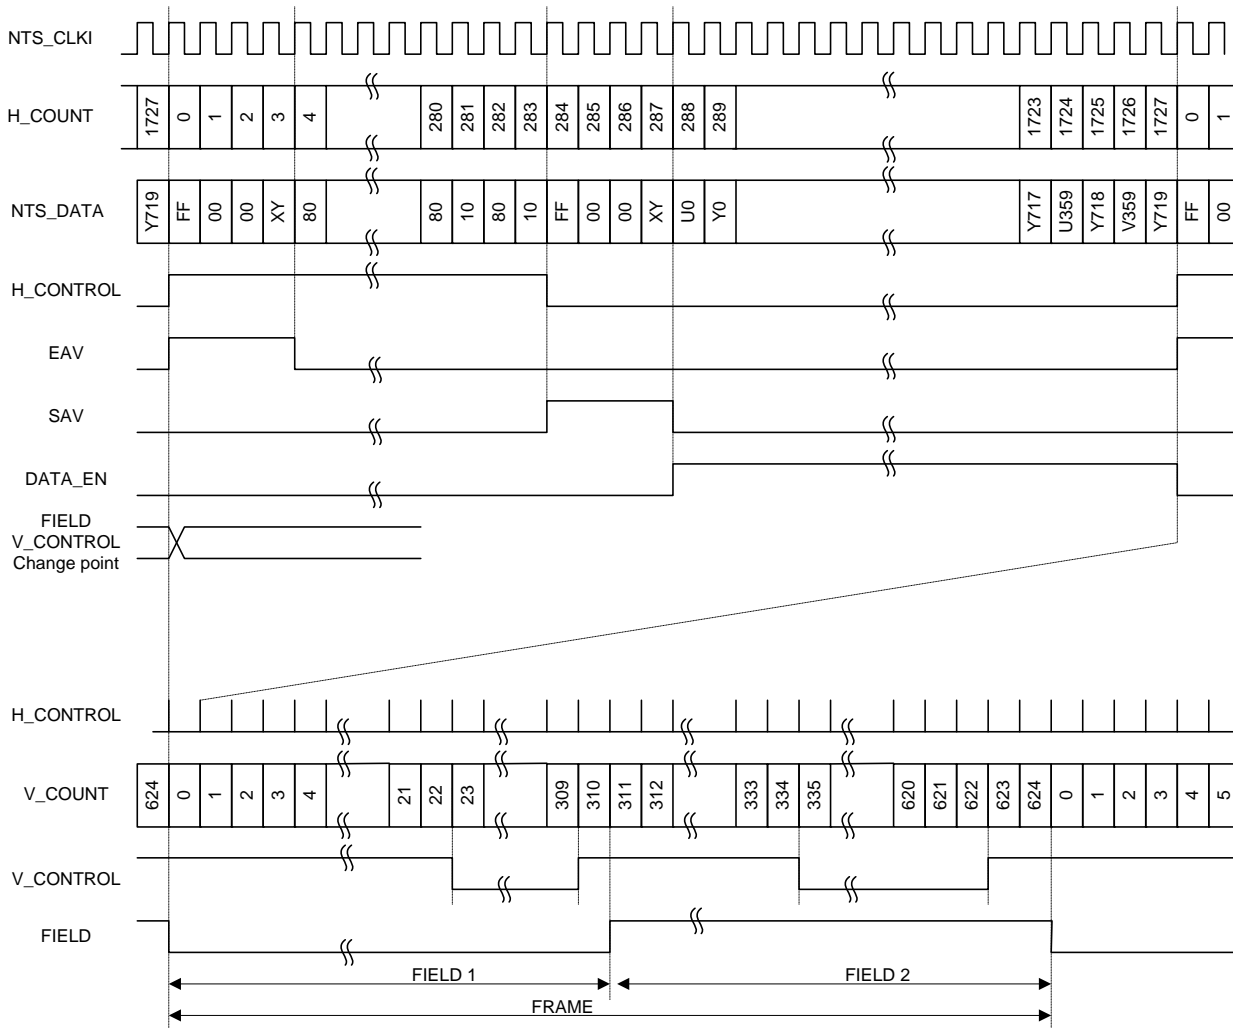 NTS_CLKI
H_COUNT 1727 0 1 2 3 4 280 281 282 283 284 285 286 287 288 289 1723 1724 1725 1726 1727 0 1
NTS_DATA Y719 FF 00 00 XY 80 80 10 80 10 FF 00 00 XY U0 Y0 Y717 U359 Y718 V359 Y719 FF 00
H_CONTROL
EAV
SAV
DATA_EN
FIELD
V_CONTROL
Change point
H_CONTROL
V_COUNT 624 0 1 2 3 4 21 22 23 309 310 311 312 333 334 335 620 621 622 623 624 0 1 2 3 4 5
V_CONTROL
FIELD
FIELD 1 FIELD 2
FRAME